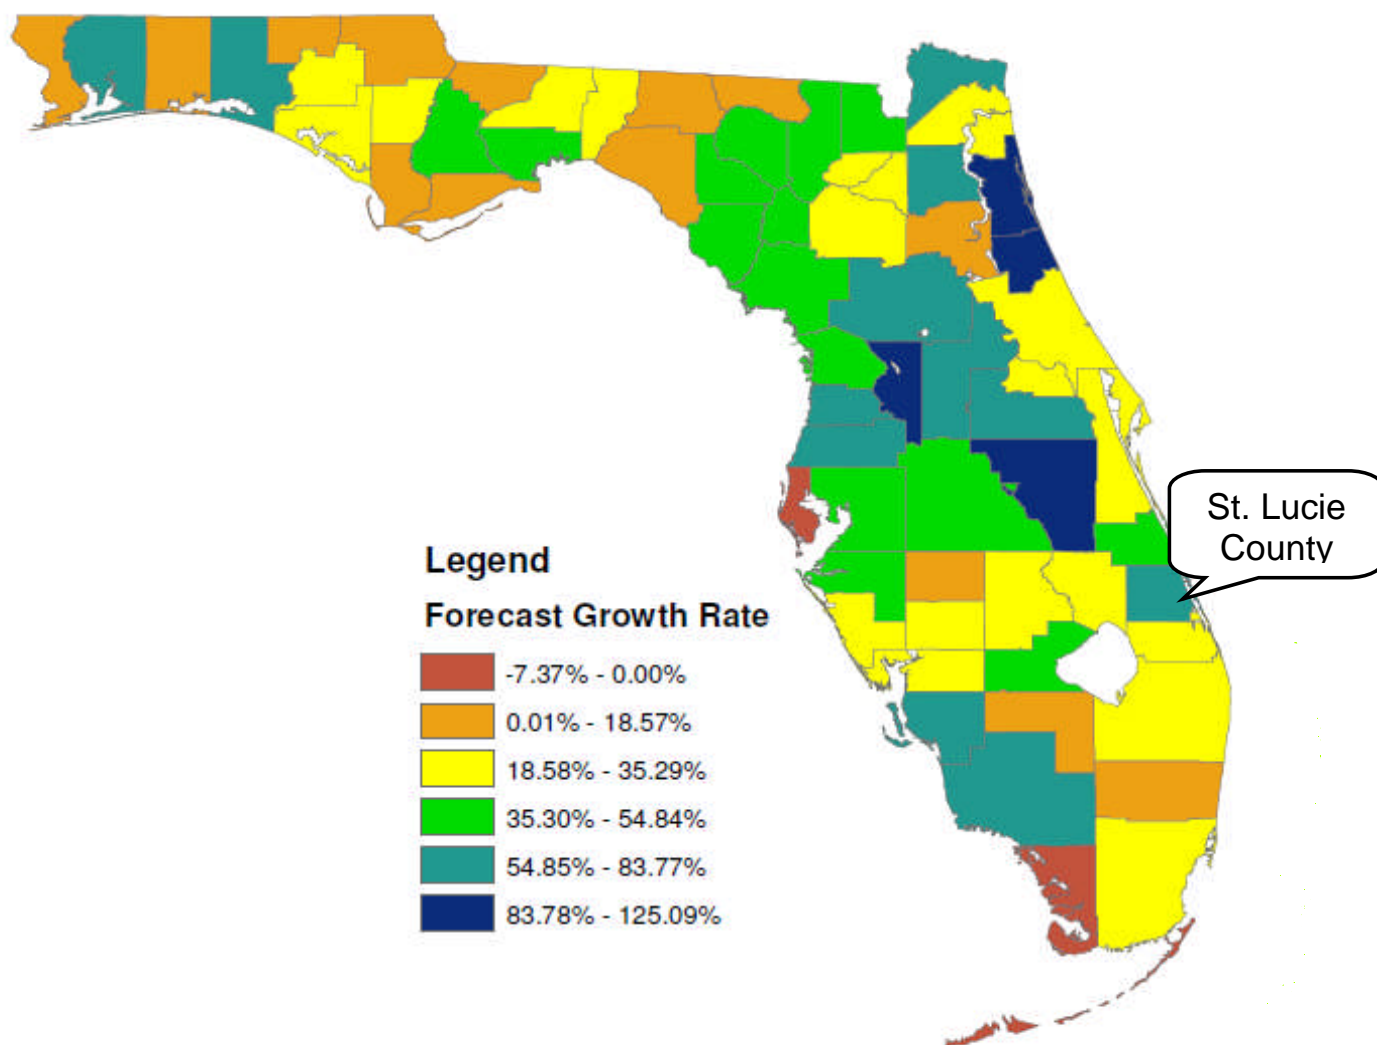 St. Lucie
County
Legend
Forecast Growth Rate
-7.37% - 0.00%
0.01% - 18.57%
18.58% - 35.29%
35.30% - 54.84%
54.85% - 83.77%
83.78% - 125.09%